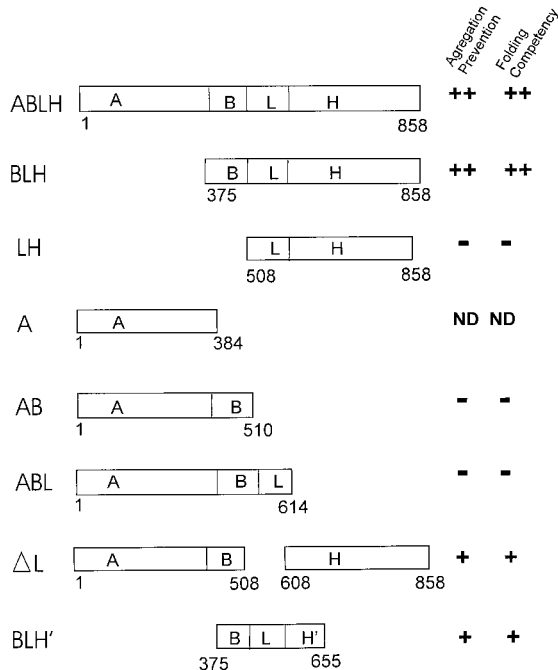 Agregation Prevention
Folding Competency
ABLH A B L H ++ ++
1 858
BLH B L H ++ ++
375 858
LH L H - -
508 858
A A ND ND
1 384
AB A B - -
1 510
ABL A B L - -
1 614
△L A B H + +
1 508 608 858
BLH' B L H' + +
375 655